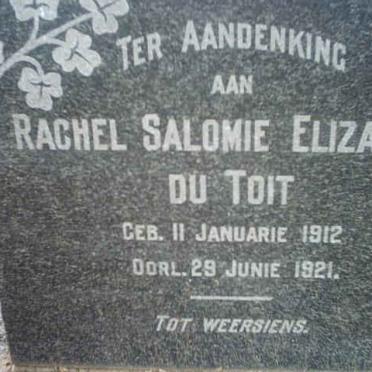 Ter Aandenking
aan
Rachel Salomie Eliza
du Toit
Geb. 11 Januarie 1912
Oorl. 29 Junie 1921.
Tot weersiens.